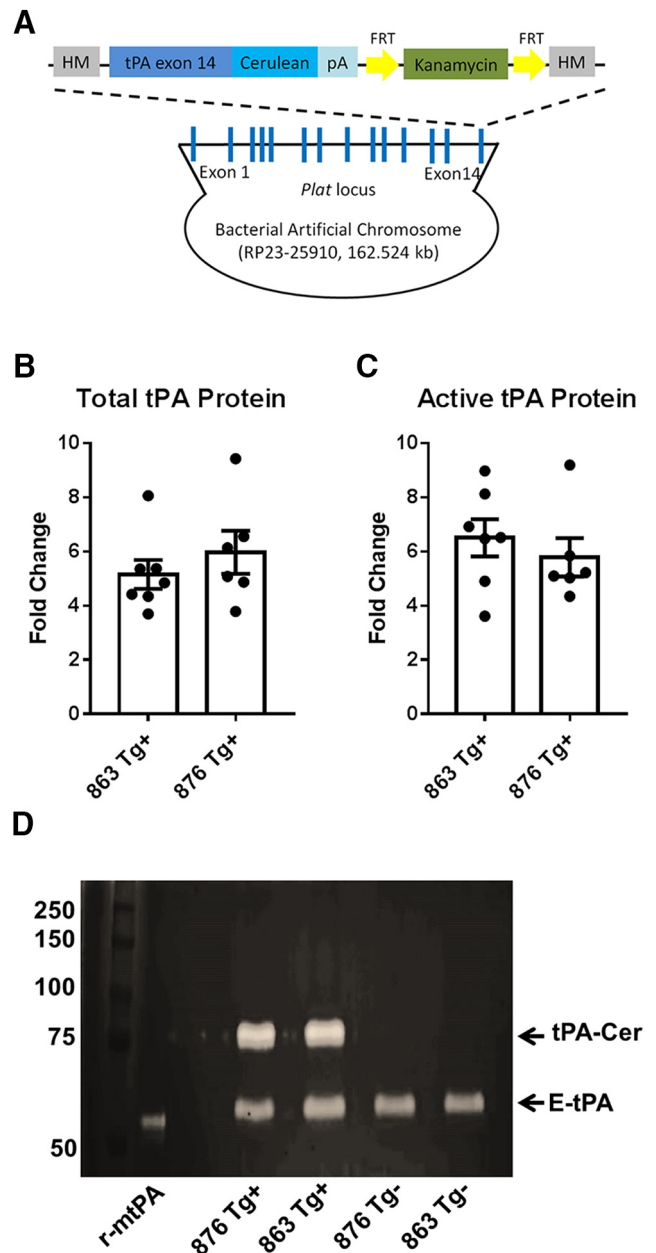 A
FRT FRT
HM tPA exon 14 Cerulean pA Kanamycin HM
Exon 1 Exon14
Plat locus
Bacterial Artificial Chromosome
(RP23-25910, 162.524 kb)
B
Total tPA Protein
Fold Change
10
8
6
4
2
0
863 Tg+ 876 Tg+
C
Active tPA Protein
Fold Change
10
8
6
4
2
0
863 Tg+ 876 Tg+
D
250
150
100
75
50
tPA-Cer
E-tPA
r-mtPA 876 Tg+ 863 Tg+ 876 Tg- 863 Tg-